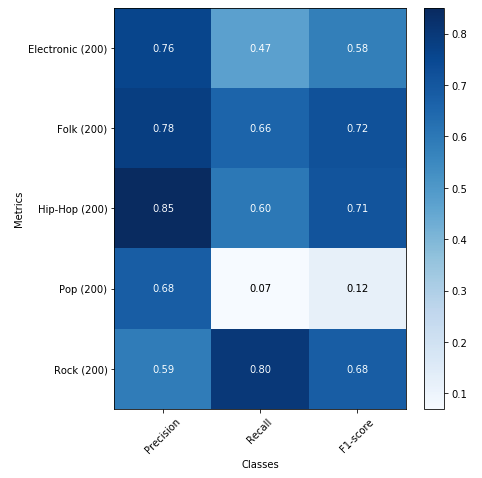 Electronic (200) 0.76 0.47 0.58
Folk (200) 0.78 0.66 0.72
Hip-Hop (200) 0.85 0.60 0.71
Pop (200) 0.68 0.07 0.12
Rock (200) 0.59 0.80 0.68
Precision Recall F1-score
Classes
Metrics
0.8
0.7
0.6
0.5
0.4
0.3
0.2
0.1